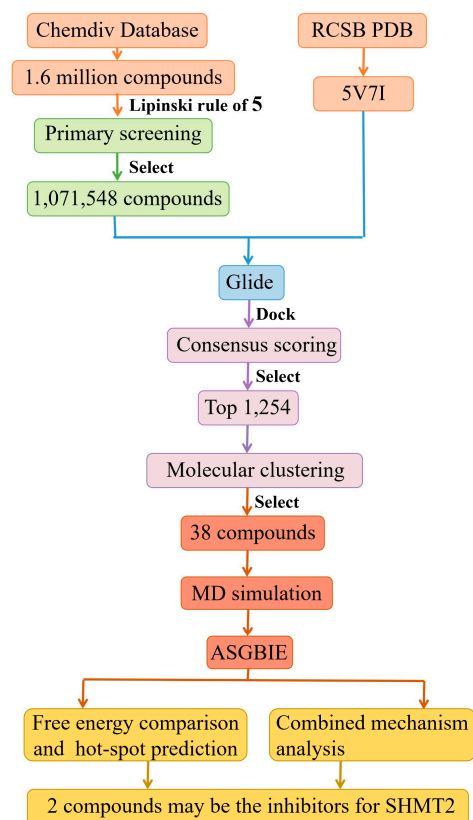 Chemdiv Database
RCSB PDB
1.6 million compounds
5V7I
Lipinski rule of 5
Primary screening
Select
1,071,548 compounds
Glide
Dock
Consensus scoring
Select
Top 1,254
Molecular clustering
Select
38 compounds
MD simulation
ASGBIE
Free energy comparison
and hot-spot prediction
Combined mechanism
analysis
2 compounds may be the inhibitors for SHMT2